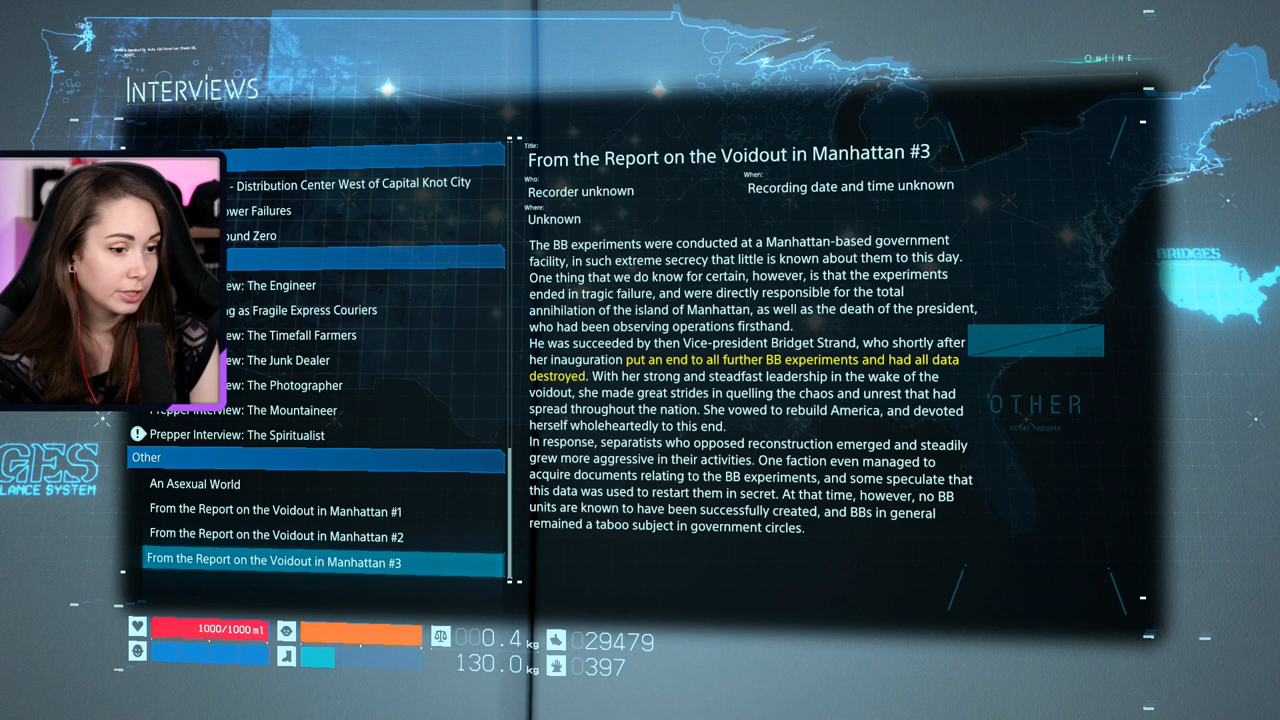 INTERVIEWS
ONLINE
- Distribution Center West of Capital Knot City
ower Failures
ound Zero
ew: The Engineer
g as Fragile Express Couriers
ew: The Timefall Farmers
ew: The Junk Dealer
ew: The Photographer
Prepper Interview: The Mountaineer
Prepper Interview: The Spiritualist
Other
An Asexual World
From the Report on the Voidout in Manhattan #1
From the Report on the Voidout in Manhattan #2
From the Report on the Voidout in Manhattan #3
Title:
From the Report on the Voidout in Manhattan #3
Who:
Recorder unknown
When:
Recording date and time unknown
Where:
Unknown
The BB experiments were conducted at a Manhattan-based government
facility, in such extreme secrecy that little is known about them to this day.
One thing that we do know for certain, however, is that the experiments
ended in tragic failure, and were directly responsible for the total
annihilation of the island of Manhattan, as well as the death of the president,
who had been observing operations firsthand.
He was succeeded by then Vice-president Bridget Strand, who shortly after
her inauguration put an end to all further BB experiments and had all data
destroyed. With her strong and steadfast leadership in the wake of the
voidout, she made great strides in quelling the chaos and unrest that had
spread throughout the nation. She vowed to rebuild America, and devoted
herself wholeheartedly to this end.
In response, separatists who opposed reconstruction emerged and steadily
grew more aggressive in their activities. One faction even managed to
acquire documents relating to the BB experiments, and some speculate that
this data was used to restart them in secret. At that time, however, no BB
units are known to have been successfully created, and BBs in general
remained a taboo subject in government circles.
BRIDGES
OTHER
other reports
GES
LANCE SYSTEM
1000/1000 ml
000.4 kg
130.0 kg
029479
0397